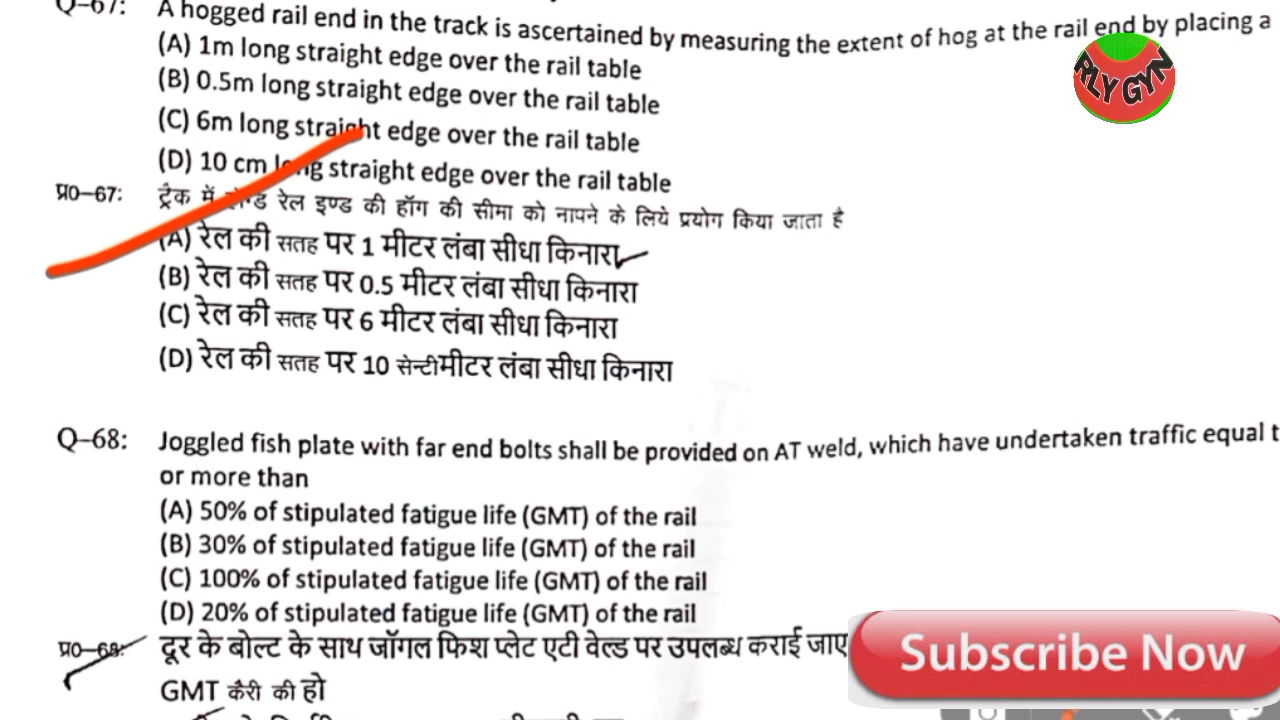 Q–67: A hogged rail end in the track is ascertained by measuring the extent of hog at the rail end by placing a
(A) 1m long straight edge over the rail table
(B) 0.5m long straight edge over the rail table
(C) 6m long straight edge over the rail table
(D) 10 cm long straight edge over the rail table
RLY GYN
प्र0–67: ट्रैक में रेल इण्ड की हॉग की सीमा को नापने के लिये प्रयोग किया जाता है
(A) रेल की सतह पर 1 मीटर लंबा सीधा किनारा
(B) रेल की सतह पर 0.5 मीटर लंबा सीधा किनारा
(C) रेल की सतह पर 6 मीटर लंबा सीधा किनारा
(D) रेल की सतह पर 10 सेन्टीमीटर लंबा सीधा किनारा
Q–68: Joggled fish plate with far end bolts shall be provided on AT weld, which have undertaken traffic equal t
or more than
(A) 50% of stipulated fatigue life (GMT) of the rail
(B) 30% of stipulated fatigue life (GMT) of the rail
(C) 100% of stipulated fatigue life (GMT) of the rail
(D) 20% of stipulated fatigue life (GMT) of the rail
प्र0–68: दूर के बोल्ट के साथ जॉगल फिश प्लेट एटी वेल्ड पर उपलब्ध कराई जाए
GMT कैरी की हो
Subscribe Now